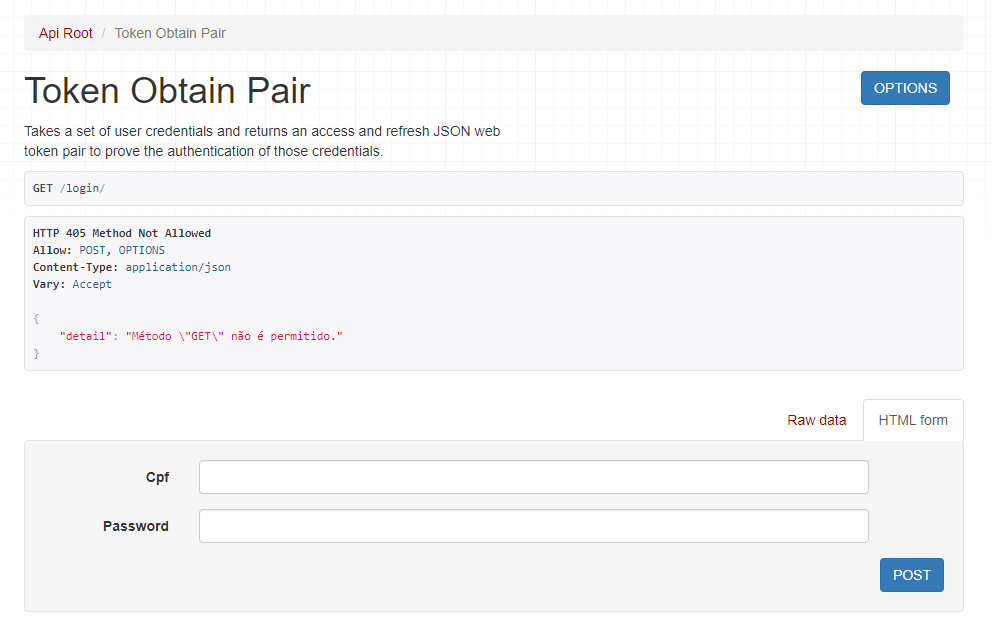 Api Root / Token Obtain Pair
Token Obtain Pair
OPTIONS
Takes a set of user credentials and returns an access and refresh JSON web
token pair to prove the authentication of those credentials.
GET /login/
HTTP 405 Method Not Allowed
Allow: POST, OPTIONS
Content-Type: application/json
Vary: Accept
{
"detail": "Método \"GET\" não é permitido."
}
Raw data
HTML form
Cpf
Password
POST